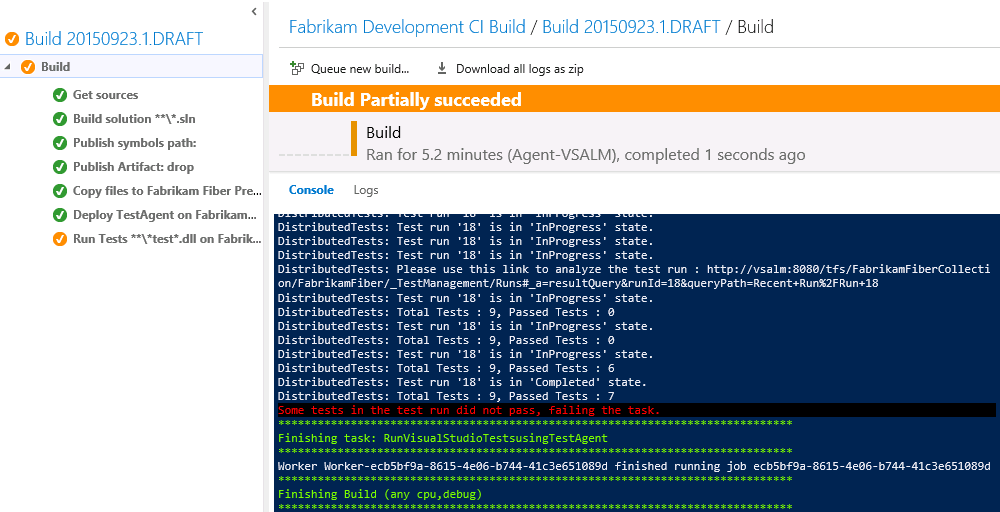 Build 20150923.1.DRAFT
Build
Get sources
Build solution **\*.sln
Publish symbols path:
Publish Artifact: drop
Copy files to Fabrikam Fiber Pre...
Deploy TestAgent on Fabrikam...
Run Tests **\*test*.dll on Fabrik...
Fabrikam Development CI Build / Build 20150923.1.DRAFT / Build
Queue new build... Download all logs as zip
Build Partially succeeded
Build
Ran for 5.2 minutes (Agent-VSALM), completed 1 seconds ago
Console Logs
DistributedTests: Test run '18' is in 'InProgress' state.
DistributedTests: Test run '18' is in 'InProgress' state.
DistributedTests: Test run '18' is in 'InProgress' state.
DistributedTests: Test run '18' is in 'InProgress' state.
DistributedTests: Please use this link to analyze the test run : http://vsalm:8080/tfs/FabrikamFiberCollecti
on/FabrikamFiber/_TestManagement/Runs#_a=resultQuery&runId=18&queryPath=Recent+Run%2FRun+18
DistributedTests: Test run '18' is in 'InProgress' state.
DistributedTests: Total Tests : 9, Passed Tests : 0
DistributedTests: Test run '18' is in 'InProgress' state.
DistributedTests: Total Tests : 9, Passed Tests : 0
DistributedTests: Test run '18' is in 'InProgress' state.
DistributedTests: Total Tests : 9, Passed Tests : 6
DistributedTests: Test run '18' is in 'Completed' state.
DistributedTests: Total Tests : 9, Passed Tests : 7
Some tests in the test run did not pass, failing the task.
******************************************************************************
Finishing task: RunVisualStudioTestsusingTestAgent
******************************************************************************
Worker Worker-ecb5bf9a-8615-4e06-b744-41c3e651089d finished running job ecb5bf9a-8615-4e06-b744-41c3e651089d
******************************************************************************
Finishing Build (any cpu,debug)
******************************************************************************